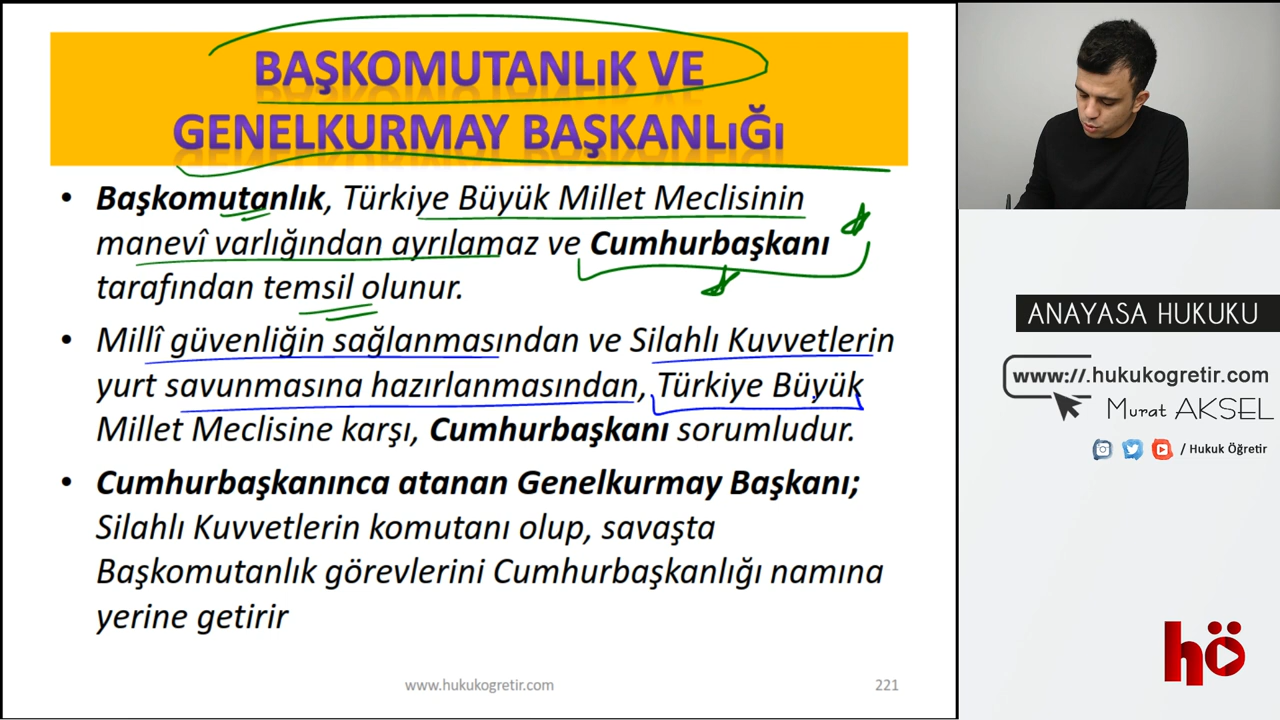 BAŞKOMUTANLıK VE
GENELKURMAY BAŞKANLıĞı
• Başkomutanlık, Türkiye Büyük Millet Meclisinin
manevî varlığından ayrılamaz ve Cumhurbaşkanı
tarafından temsil olunur.
• Millî güvenliğin sağlanmasından ve Silahlı Kuvvetlerin
yurt savunmasına hazırlanmasından, Türkiye Büyük
Millet Meclisine karşı, Cumhurbaşkanı sorumludur.
• Cumhurbaşkanınca atanan Genelkurmay Başkanı;
Silahlı Kuvvetlerin komutanı olup, savaşta
Başkomutanlık görevlerini Cumhurbaşkanlığı namına
yerine getirir
www.hukukogretir.com
221
ANAYASA HUKUKU
www://.hukukogretir.com
Murat AKSEL
/ Hukuk Öğretir
hö